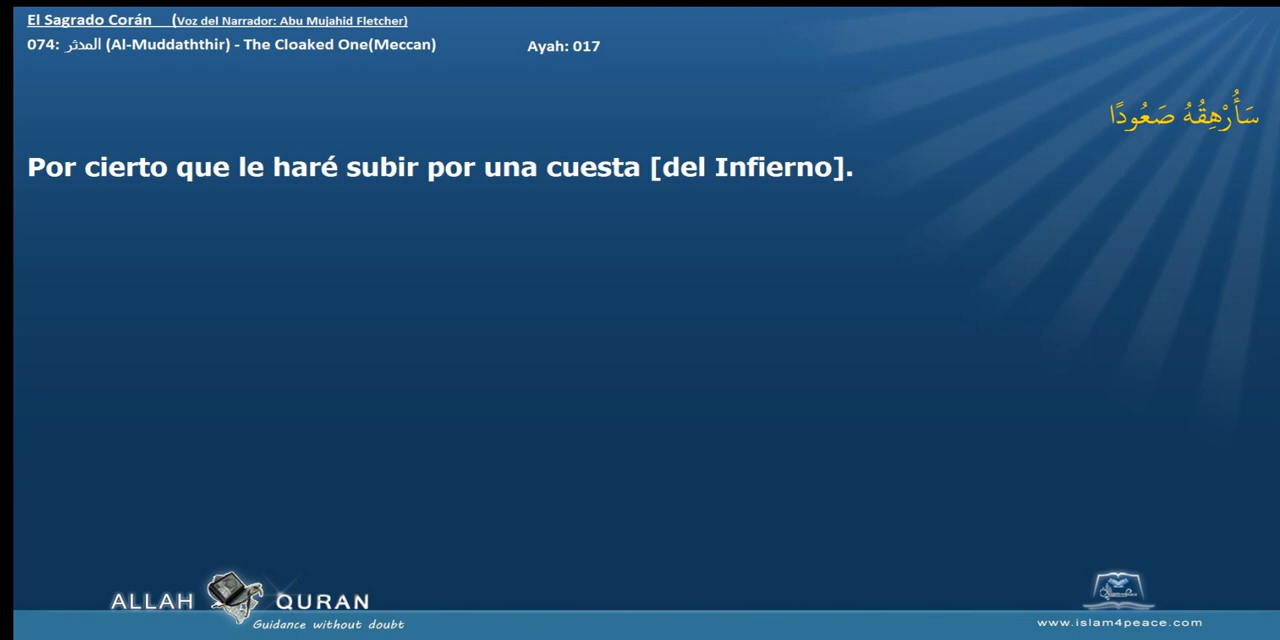 El Sagrado Corán (Voz del Narrador: Abu Mujahid Fletcher)
074: المدثر (Al-Muddaththir) - The Cloaked One(Meccan) Ayah: 017
سَأُرْهِقُهُ صَعُودًا
Por cierto que le haré subir por una cuesta [del Infierno].
ALLAH QURAN
Guidance without doubt
www.islam4peace.com